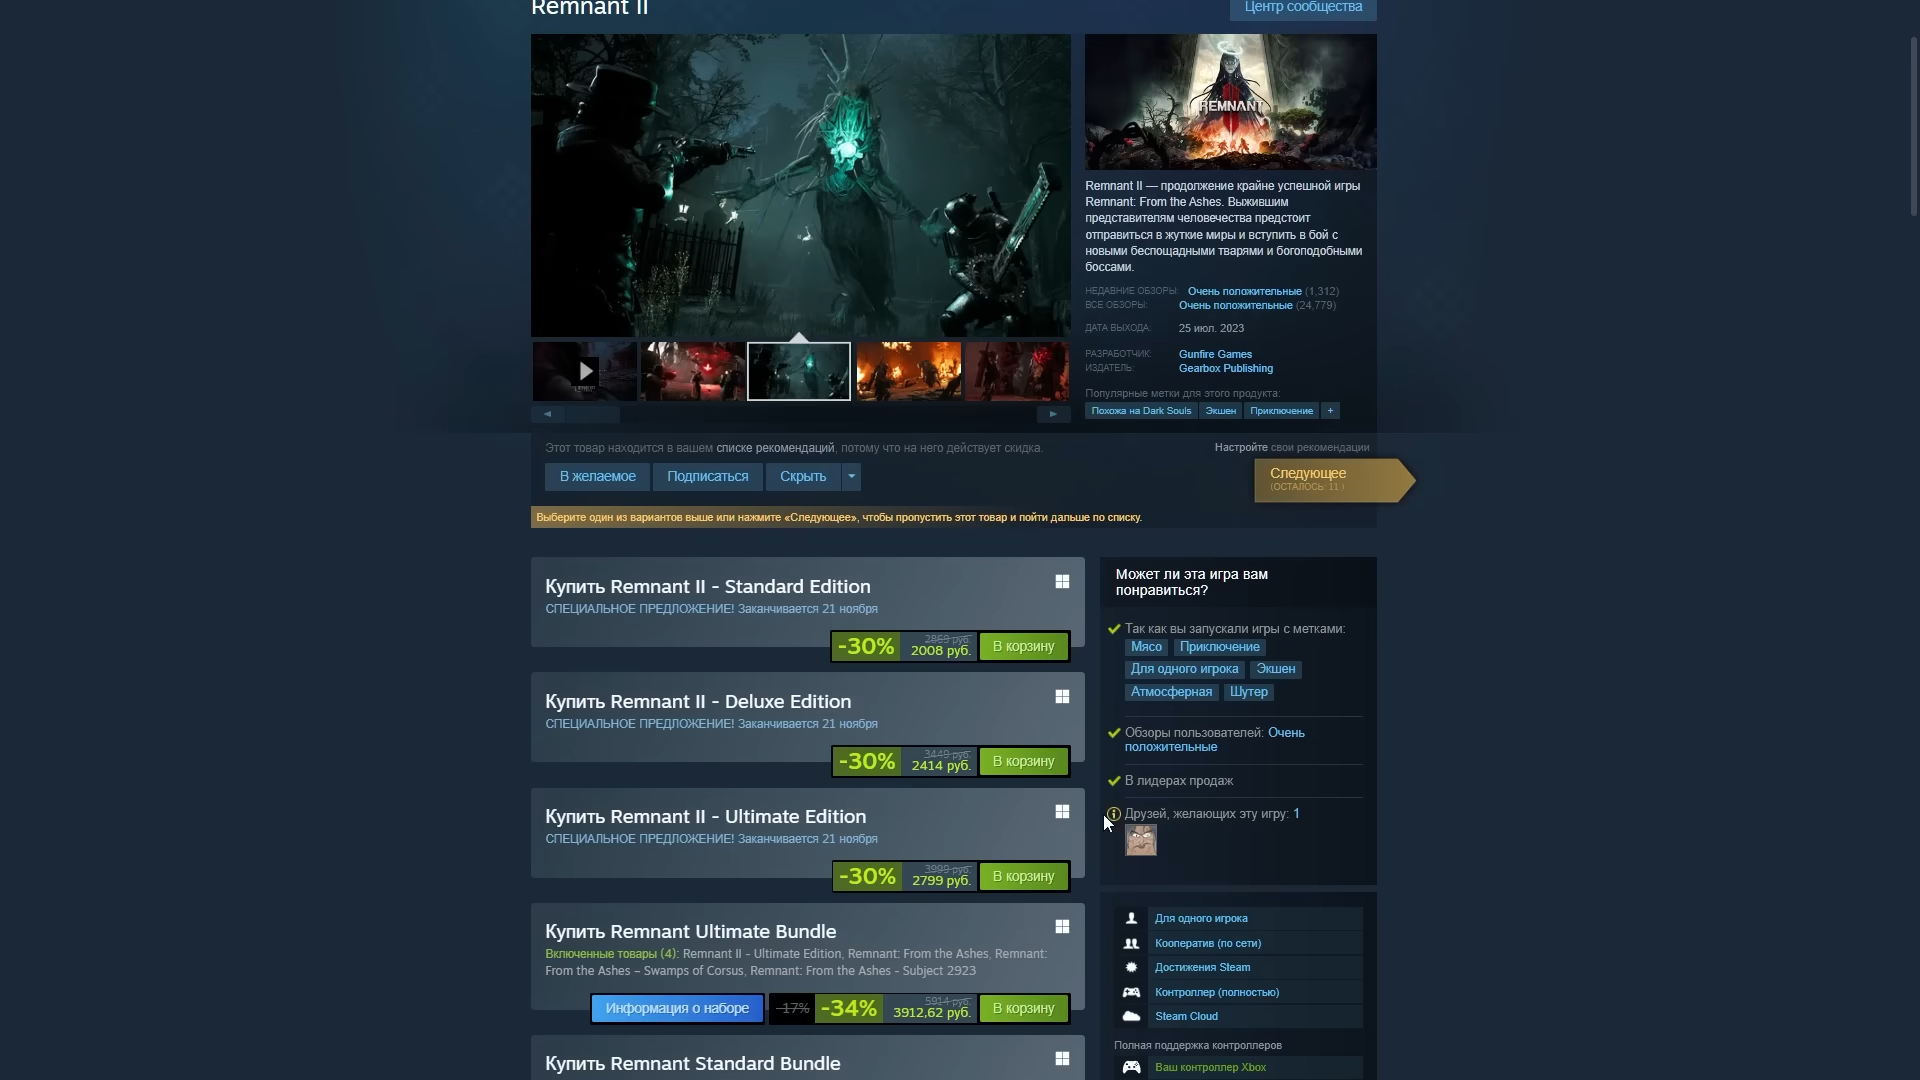 Remnant II
Центр сообщества
REMNANT
Remnant II — продолжение крайне успешной игры
Remnant: From the Ashes. Выжившим
представителям человечества предстоит
отправиться в жуткие миры и вступить в бой с
новыми беспощадными тварями и богоподобными
боссами.
НЕДАВНИЕ ОБЗОРЫ: Очень положительные (1,312)
ВСЕ ОБЗОРЫ: Очень положительные (24,779)
ДАТА ВЫХОДА: 25 июл. 2023
РАЗРАБОТЧИК: Gunfire Games
ИЗДАТЕЛЬ: Gearbox Publishing
Популярные метки для этого продукта:
Похожа на Dark Souls Экшен Приключение +
Этот товар находится в вашем списке рекомендаций, потому что на него действует скидка.
Настройте свои рекомендации
В желаемое Подписаться Скрыть
Следующее
(ОСТАЛОСЬ: 11 )
Выберите один из вариантов выше или нажмите «Следующее», чтобы пропустить этот товар и пойти дальше по списку.
Купить Remnant II - Standard Edition
СПЕЦИАЛЬНОЕ ПРЕДЛОЖЕНИЕ! Заканчивается 21 ноября
-30% 2869 руб. 2008 руб. В корзину
Купить Remnant II - Deluxe Edition
СПЕЦИАЛЬНОЕ ПРЕДЛОЖЕНИЕ! Заканчивается 21 ноября
-30% 3449 руб. 2414 руб. В корзину
Купить Remnant II - Ultimate Edition
СПЕЦИАЛЬНОЕ ПРЕДЛОЖЕНИЕ! Заканчивается 21 ноября
-30% 3999 руб. 2799 руб. В корзину
Купить Remnant Ultimate Bundle
Включенные товары (4): Remnant II - Ultimate Edition, Remnant: From the Ashes, Remnant:
From the Ashes – Swamps of Corsus, Remnant: From the Ashes - Subject 2923
Информация о наборе -17% -34% 5914 руб. 3912,62 руб. В корзину
Купить Remnant Standard Bundle
Может ли эта игра вам
понравиться?
Так как вы запускали игры с метками:
Мясо Приключение
Для одного игрока Экшен
Атмосферная Шутер
Обзоры пользователей: Очень
положительные
В лидерах продаж
Друзей, желающих эту игру: 1
Для одного игрока
Кооператив (по сети)
Достижения Steam
Контроллер (полностью)
Steam Cloud
Полная поддержка контроллеров
Ваш контроллер Xbox